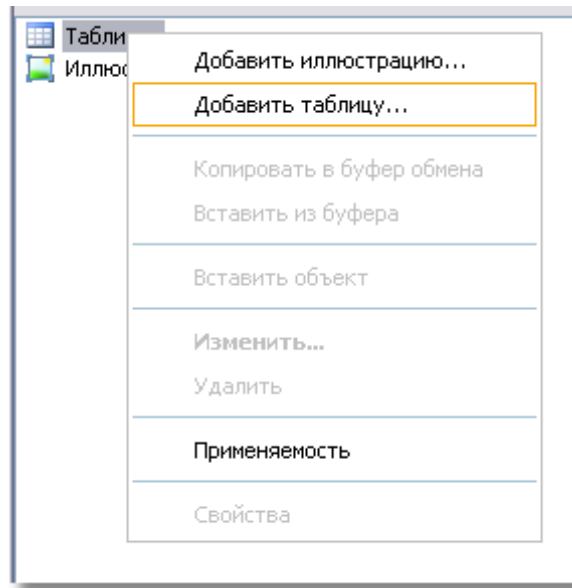 Табли
Иллюс
Добавить иллюстрацию...
Добавить таблицу...
Копировать в буфер обмена
Вставить из буфера
Вставить объект
Изменить...
Удалить
Применяемость
Свойства